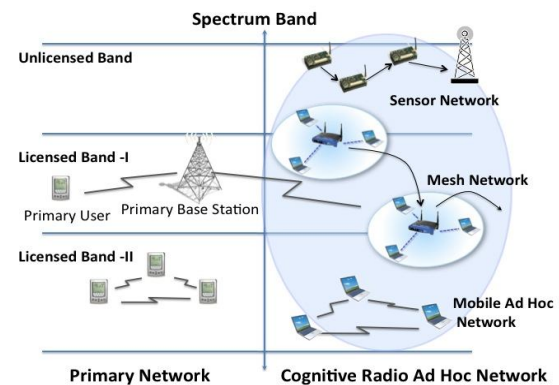 Spectrum Band
Unlicensed Band
Sensor Network
Licensed Band -I
Mesh Network
Primary User
Primary Base Station
Licensed Band -II
Mobile Ad Hoc
Network
Primary Network
Cognitive Radio Ad Hoc Network